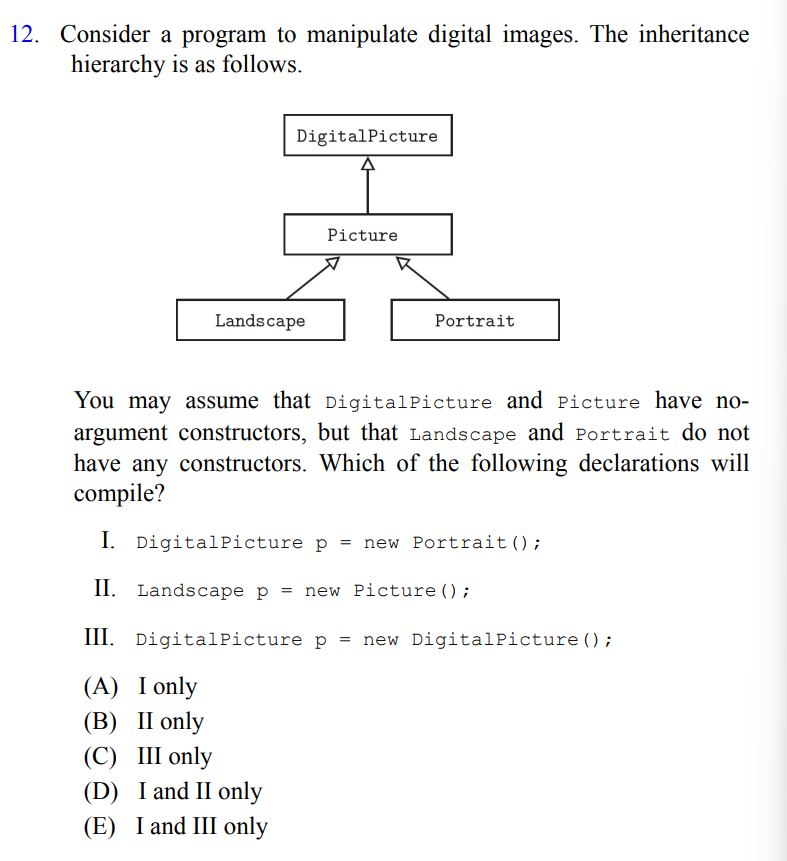 12. Consider a program to manipulate digital images. The inheritance
hierarchy is as follows.
DigitalPicture
Picture
Landscape
Portrait
You may assume that DigitalPicture and Picture have no-
argument constructors, but that Landscape and Portrait do not
have any constructors. Which of the following declarations will
compile?
I. DigitalPicture p = new Portrait();
II. Landscape p = new Picture();
III. DigitalPicture p = new DigitalPicture();
(A) I only
(B) II only
(C) III only
(D) I and II only
(E) I and III only